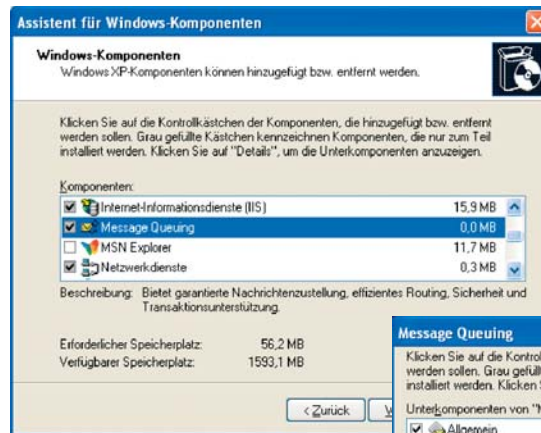 Assistent für Windows-Komponenten
Windows-Komponenten
Windows XP-Komponenten können hinzugefügt bzw. entfernt werden.
Klicken Sie auf die Kontrollkästchen der Komponenten, die hinzugefügt bzw. entfernt
werden sollen. Grau gefüllte Kästchen kennzeichnen Komponenten, die nur zum Teil
installiert werden. Klicken Sie auf "Details", um die Unterkomponenten anzuzeigen.
Komponenten:
Internet-Informationsdienste (IIS) 15,9 MB
Message Queuing 0,0 MB
MSN Explorer 11,7 MB
Netzwerkdienste 0,3 MB
Beschreibung: Bietet garantierte Nachrichtenzustellung, effizientes Routing, Sicherheit und
Transaktionsunterstützung.
Erforderlicher Speicherplatz: 56,2 MB
Verfügbarer Speicherplatz: 1593,1 MB
< Zurück
Message Queuing
Klicken Sie auf die
werden sollen. Grau
installiert werden. Klicken
Unterkomponenten von
Allgemein